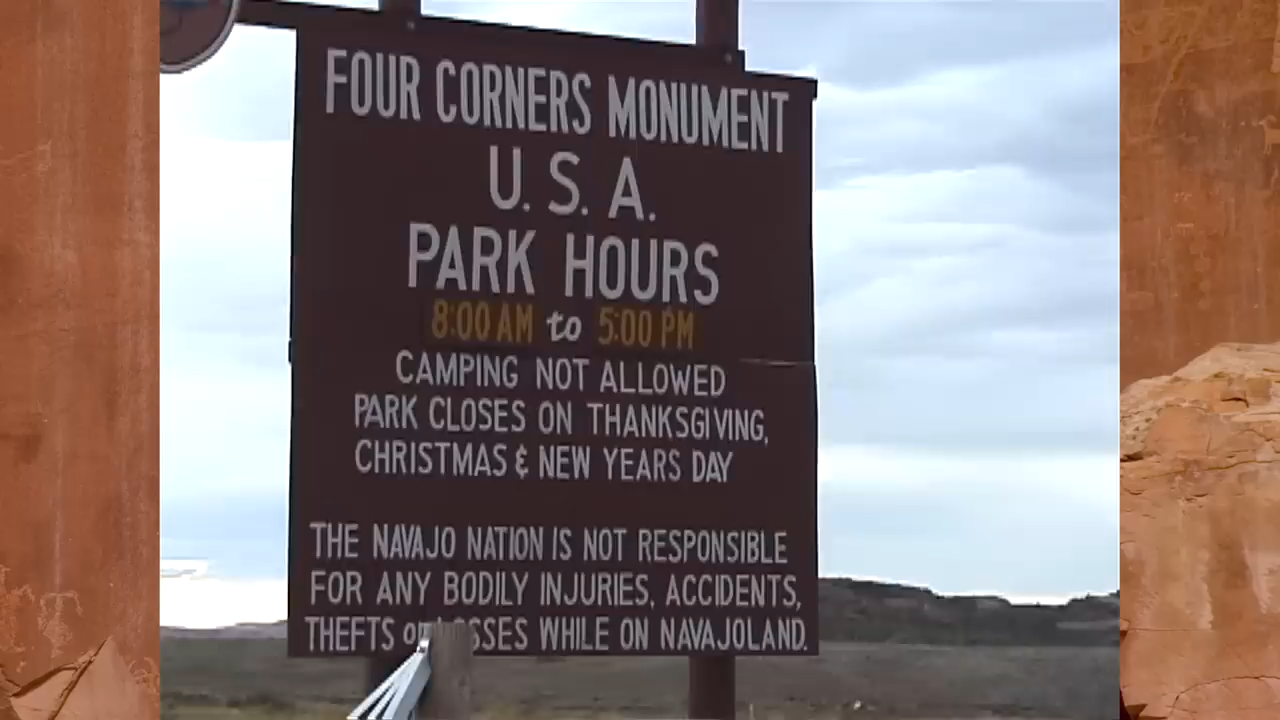 FOUR CORNERS MONUMENT
U. S. A.
PARK HOURS
8:00 AM to 5:00 PM
CAMPING NOT ALLOWED
PARK CLOSES ON THANKSGIVING,
CHRISTMAS & NEW YEARS DAY
THE NAVAJO NATION IS NOT RESPONSIBLE
FOR ANY BODILY INJURIES, ACCIDENTS,
THEFTS or WHILE ON NAVAJOLAND.